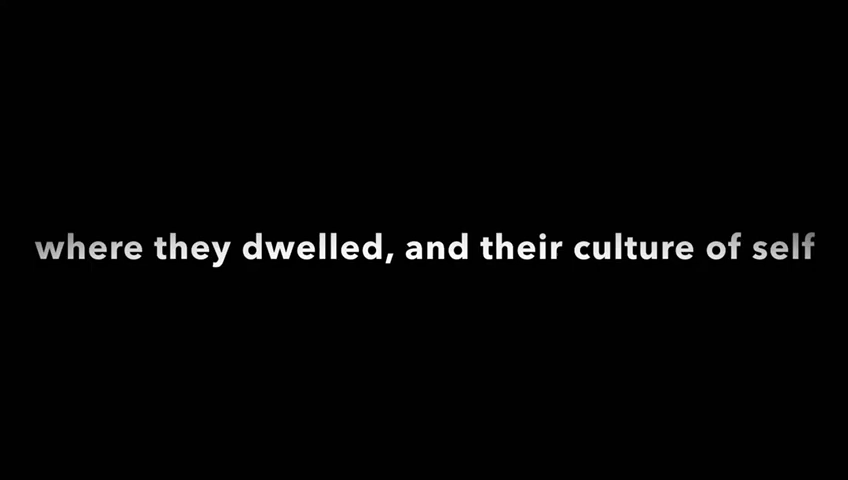 where they dwelled, and their culture of self